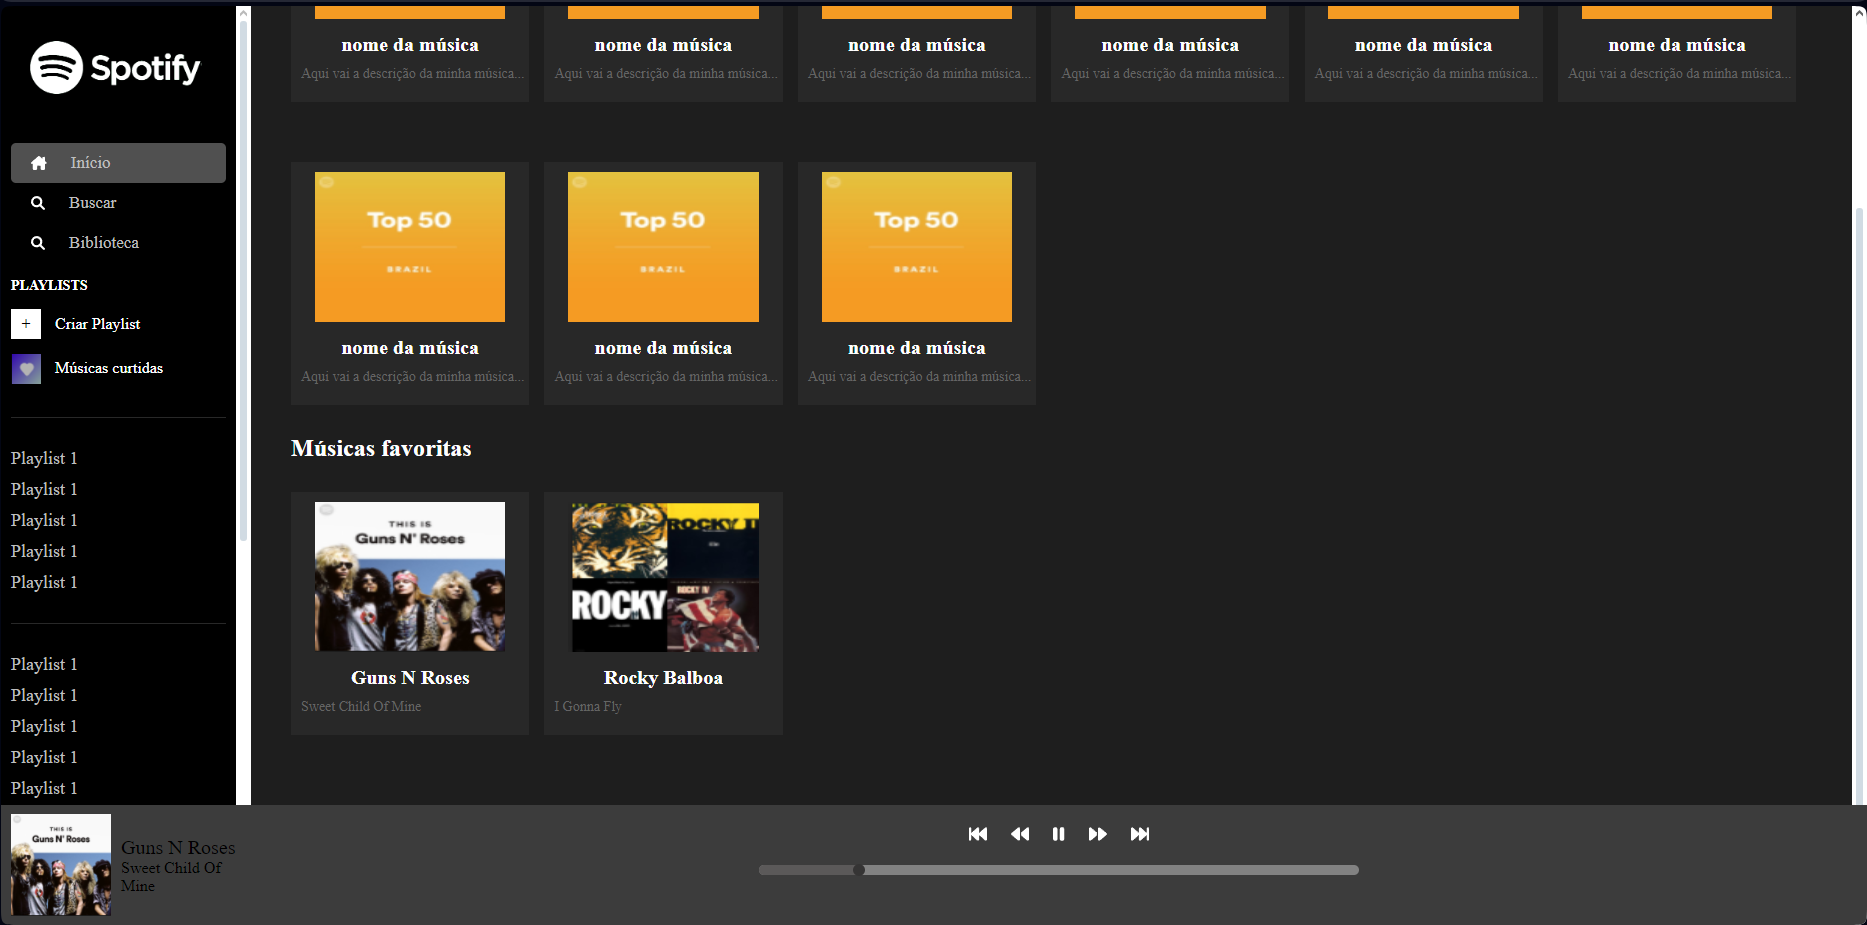 Spotify
Início
Buscar
Biblioteca
PLAYLISTS
+ Criar Playlist
Músicas curtidas
Playlist 1
Playlist 1
Playlist 1
Playlist 1
Playlist 1
Playlist 1
Playlist 1
Playlist 1
Playlist 1
Playlist 1
nome da música nome da música nome da música nome da música nome da música nome da música
Aqui vai a descrição da minha música... Aqui vai a descrição da minha música... Aqui vai a descrição da minha música... Aqui vai a descrição da minha música... Aqui vai a descrição da minha música... Aqui vai a descrição da minha música...
Top 50 Top 50 Top 50
BRAZIL BRAZIL BRAZIL
nome da música nome da música nome da música
Aqui vai a descrição da minha música... Aqui vai a descrição da minha música... Aqui vai a descrição da minha música...
Músicas favoritas
THIS IS
Guns N' Roses
ROCKY II
ROCKY
ROCKY IV
Guns N Roses Rocky Balboa
Sweet Child Of Mine I Gonna Fly
THIS IS
Guns N' Roses
Guns N Roses
Sweet Child Of
Mine